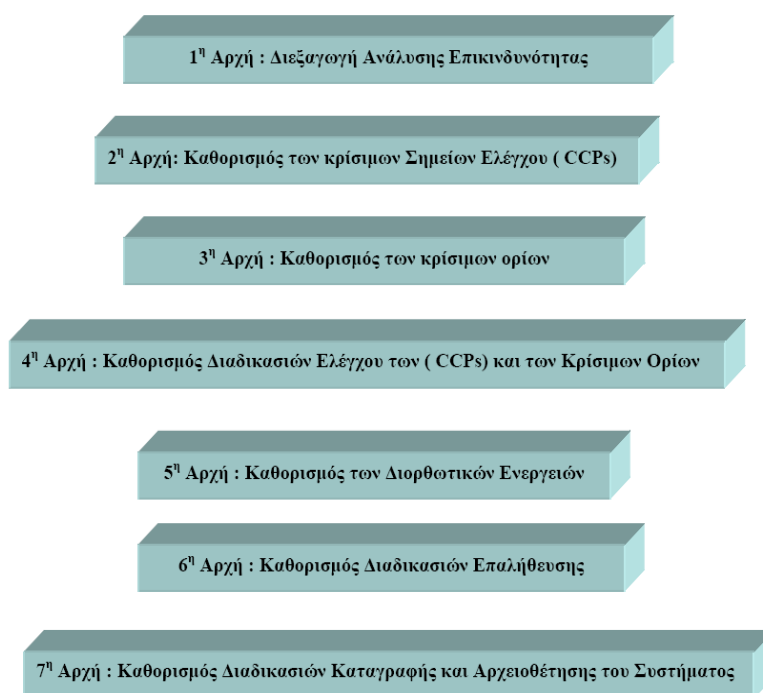 1η Αρχή : Διεξαγωγή Ανάλυσης Επικινδυνότητας
2η Αρχή: Καθορισμός των κρίσιμων Σημείων Ελέγχου ( CCPs)
3η Αρχή : Καθορισμός των κρίσιμων ορίων
4η Αρχή : Καθορισμός Διαδικασιών Ελέγχου των ( CCPs) και των Κρίσιμων Ορίων
5η Αρχή : Καθορισμός των Διορθωτικών Ενεργειών
6η Αρχή : Καθορισμός Διαδικασιών Επαλήθευσης
7η Αρχή : Καθορισμός Διαδικασιών Καταγραφής και Αρχειοθέτησης του Συστήματος